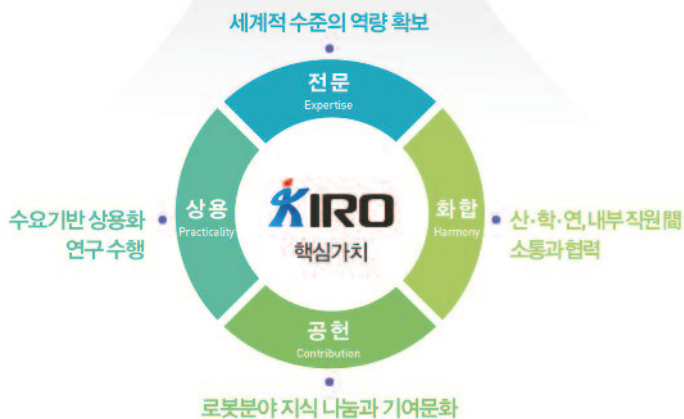 세계적 수준의 역량 확보
전문
Expertise
상용
Practicality
수요기반 상용화
연구 수행
KIRO
핵심가치
화합
Harmony
산·학·연, 내부 직원 間
소통과 협력
공헌
Contribution
로봇분야 지식 나눔과 기여문화